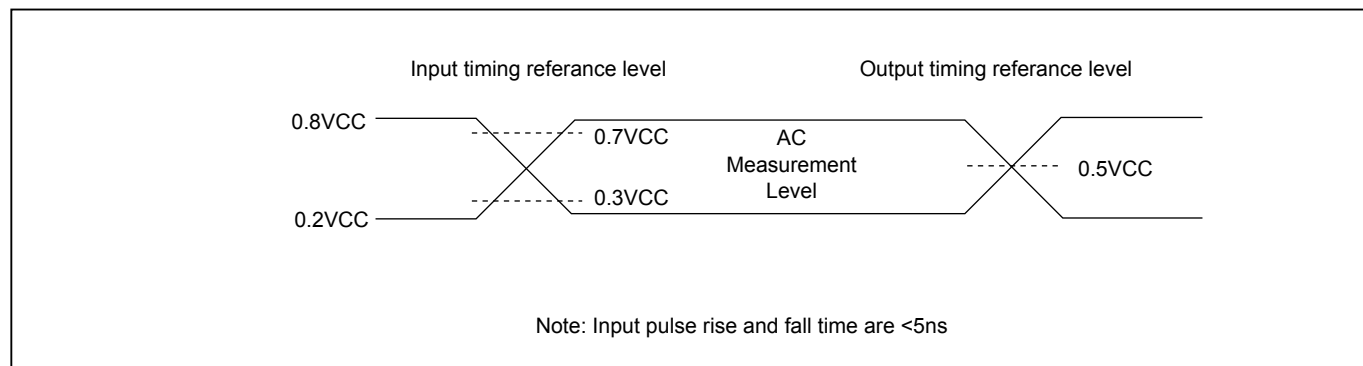 Input timing referance level
Output timing referance level
0.8VCC
0.7VCC
AC
Measurement
Level
0.5VCC
0.3VCC
0.2VCC
Note: Input pulse rise and fall time are <5ns